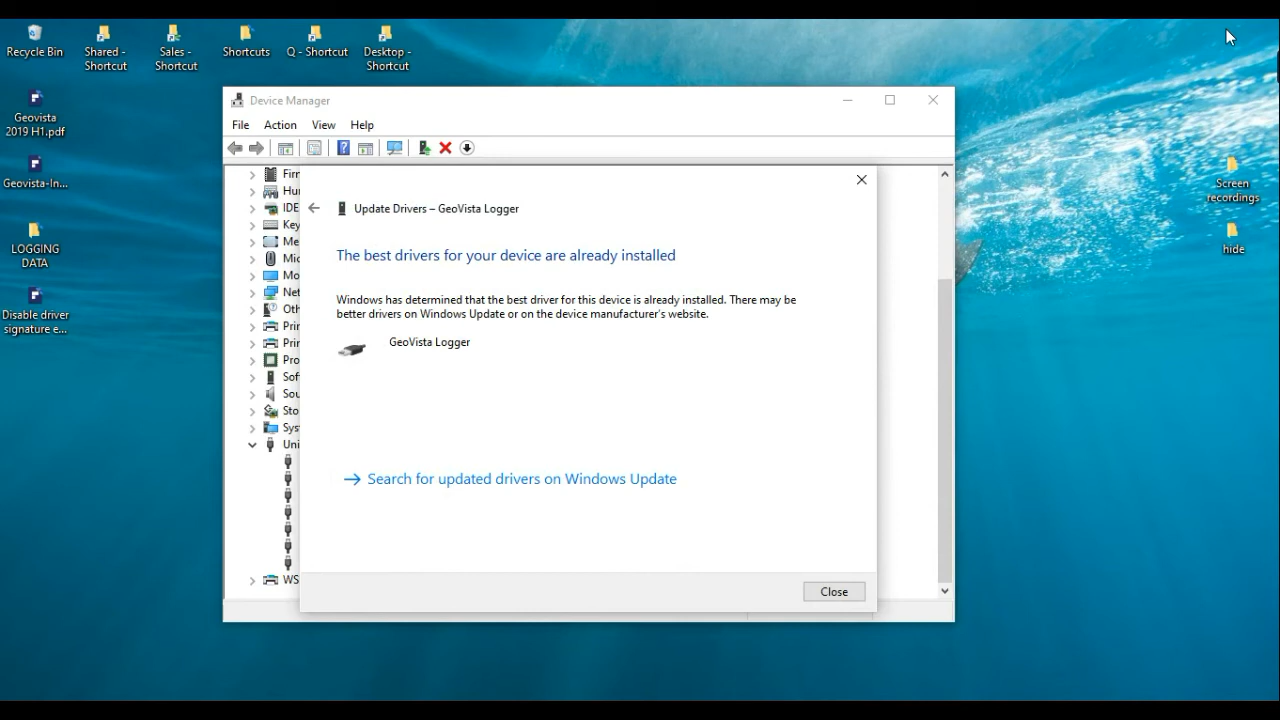 Recycle Bin
Shared -
Shortcut
Sales -
Shortcut
Shortcuts
Q - Shortcut
Desktop -
Shortcut
Geovista
2019 H1.pdf
Geovista-In...
LOGGING
DATA
Disable driver
signature e...
Device Manager
File Action View Help
Firr
Hu
IDE
Key
Me
Mic
Mo
Net
Oth
Prin
Prin
Pro
Sof
Sou
Sto
Sys
Uni
WS
Update Drivers – GeoVista Logger
The best drivers for your device are already installed
Windows has determined that the best driver for this device is already installed. There may be
better drivers on Windows Update or on the device manufacturer's website.
GeoVista Logger
Search for updated drivers on Windows Update
Close
Screen
recordings
hide